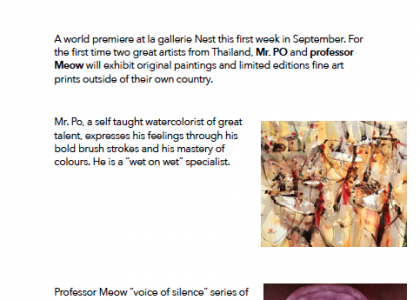 A world premiere at la gallerie Nest this first week in September. For
the first time two great artists from Thailand, Mr. PO and professor
Meow will exhibit original paintings and limited editions fine art
prints outside of their own country.
Mr. Po, a self taught watercolorist of great
talent, expresses his feelings through his
bold brush strokes and his mastery of
colours. He is a "wet on wet" specialist.
Professor Meow "voice of silence" series of